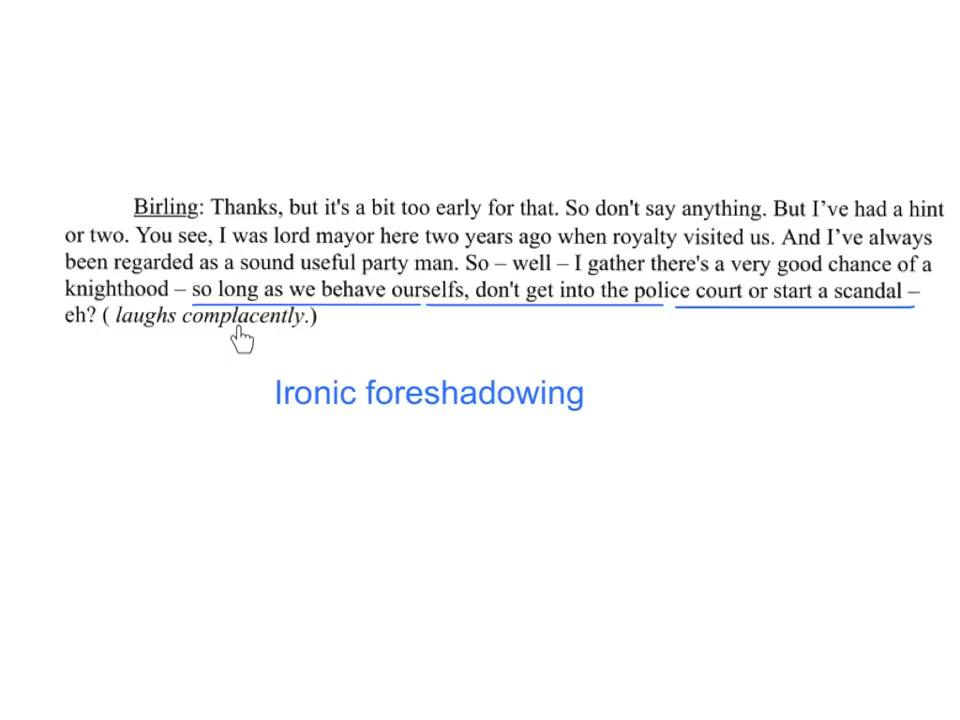 Birling: Thanks, but it's a bit too early for that. So don't say anything. But I’ve had a hint
or two. You see, I was lord mayor here two years ago when royalty visited us. And I’ve always
been regarded as a sound useful party man. So – well – I gather there's a very good chance of a
knighthood – so long as we behave ourselfs, don't get into the police court or start a scandal –
eh? ( laughs complacently.)
Ironic foreshadowing